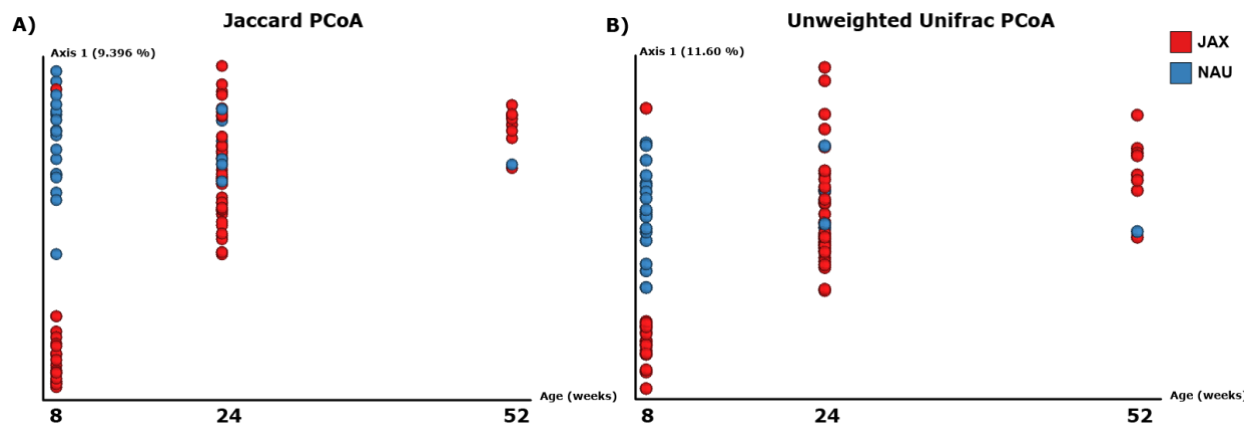 A)
Jaccard PCoA
Axis 1 (9.396 %)
Age (weeks)
8
24
52
B)
Unweighted Unifrac PCoA
Axis 1 (11.60 %)
JAX
NAU
Age (weeks)
8
24
52